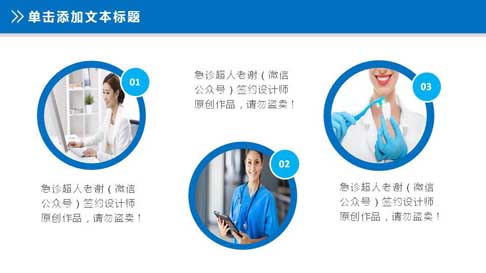 单击添加文本标题
01
急诊超人老谢（微信
公众号）签约设计师
原创作品，请勿盗卖！
急诊超人老谢（微信
公众号）签约设计师
原创作品，请勿盗卖！
02
03
急诊超人老谢（微信
公众号）签约设计师
原创作品，请勿盗卖！